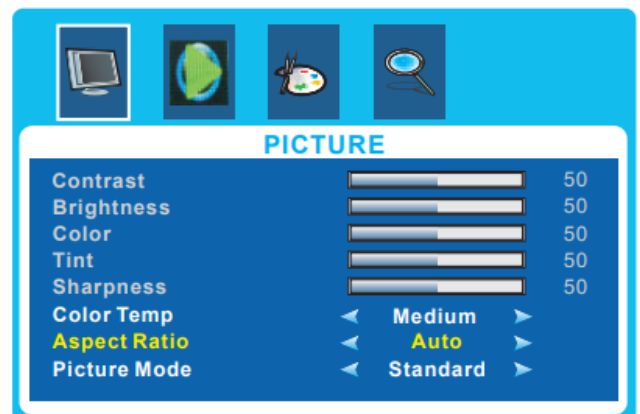 PICTURE
Contrast 50
Brightness 50
Color 50
Tint 50
Sharpness 50
Color Temp Medium
Aspect Ratio Auto
Picture Mode Standard